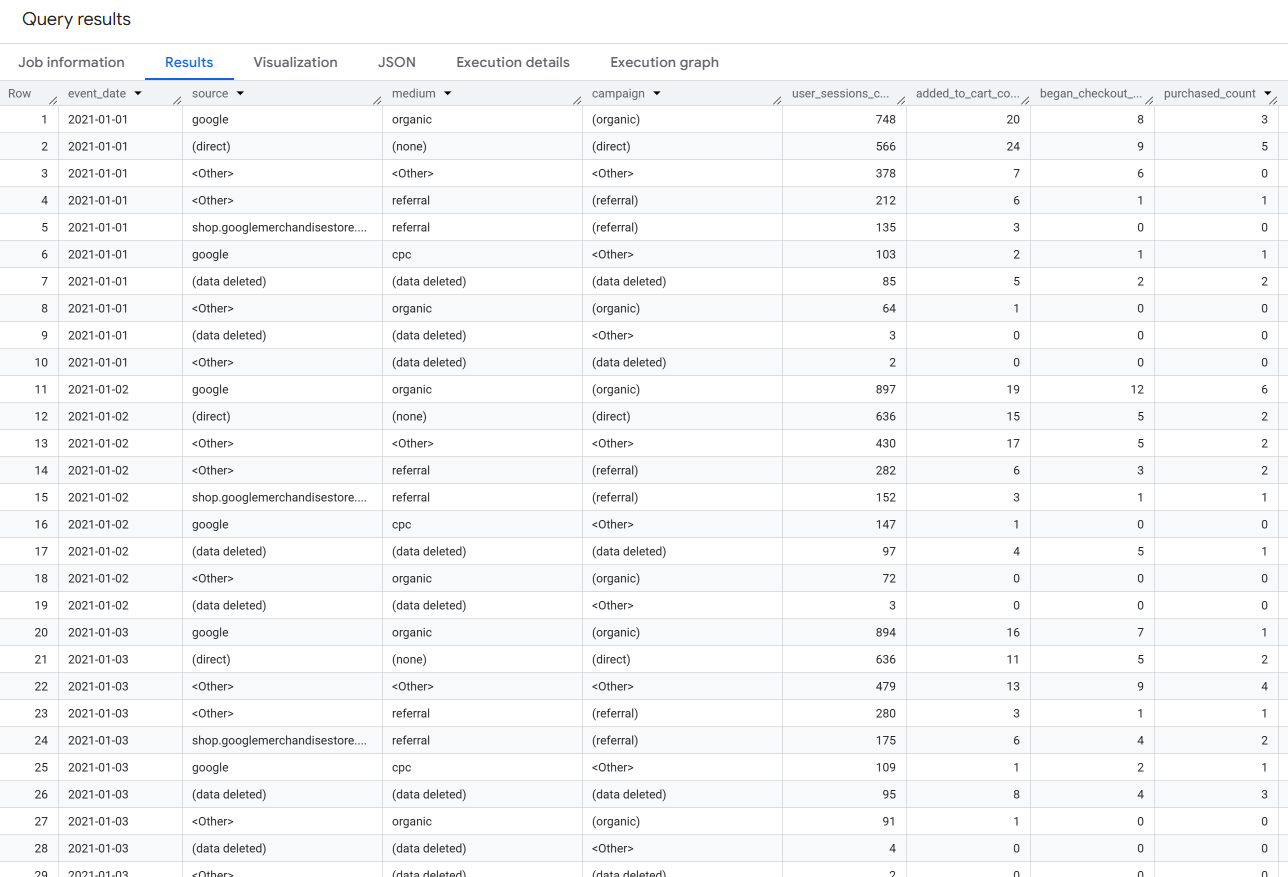 Query results
Job information Results Visualization JSON Execution details Execution graph
Row event_date source medium campaign user_sessions_c... added_to_cart_co... began_checkout_... purchased_count
1 2021-01-01 google organic (organic) 748 20 8 3
2 2021-01-01 (direct) (none) (direct) 566 24 9 5
3 2021-01-01 <Other> <Other> <Other> 378 7 6 0
4 2021-01-01 <Other> referral (referral) 212 6 1 1
5 2021-01-01 shop.googlemerchandisestore.... referral (referral) 135 3 0 0
6 2021-01-01 google cpc <Other> 103 2 1 1
7 2021-01-01 (data deleted) (data deleted) (data deleted) 85 5 2 2
8 2021-01-01 <Other> organic (organic) 64 1 0 0
9 2021-01-01 (data deleted) (data deleted) <Other> 3 0 0 0
10 2021-01-01 <Other> (data deleted) (data deleted) 2 0 0 0
11 2021-01-02 google organic (organic) 897 19 12 6
12 2021-01-02 (direct) (none) (direct) 636 15 5 2
13 2021-01-02 <Other> <Other> <Other> 430 17 5 2
14 2021-01-02 <Other> referral (referral) 282 6 3 2
15 2021-01-02 shop.googlemerchandisestore.... referral (referral) 152 3 1 1
16 2021-01-02 google cpc <Other> 147 1 0 0
17 2021-01-02 (data deleted) (data deleted) (data deleted) 97 4 5 1
18 2021-01-02 <Other> organic (organic) 72 0 0 0
19 2021-01-02 (data deleted) (data deleted) <Other> 3 0 0 0
20 2021-01-03 google organic (organic) 894 16 7 1
21 2021-01-03 (direct) (none) (direct) 636 11 5 2
22 2021-01-03 <Other> <Other> <Other> 479 13 9 4
23 2021-01-03 <Other> referral (referral) 280 3 1 1
24 2021-01-03 shop.googlemerchandisestore.... referral (referral) 175 6 4 2
25 2021-01-03 google cpc <Other> 109 1 2 1
26 2021-01-03 (data deleted) (data deleted) (data deleted) 95 8 4 3
27 2021-01-03 <Other> organic (organic) 91 1 0 0
28 2021-01-03 (data deleted) (data deleted) <Other> 4 0 0 0
29 2021-01-03 <Other> (data deleted) (data deleted) 2 0 0 0